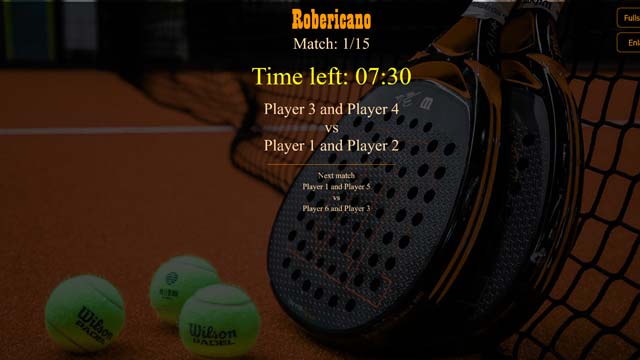 Robericano
Match: 1/15
Time left: 07:30
Player 3 and Player 4
vs
Player 1 and Player 2
Next match
Player 1 and Player 5
vs
Player 6 and Player 3
Wilson
PADEL
Wilson
PADEL